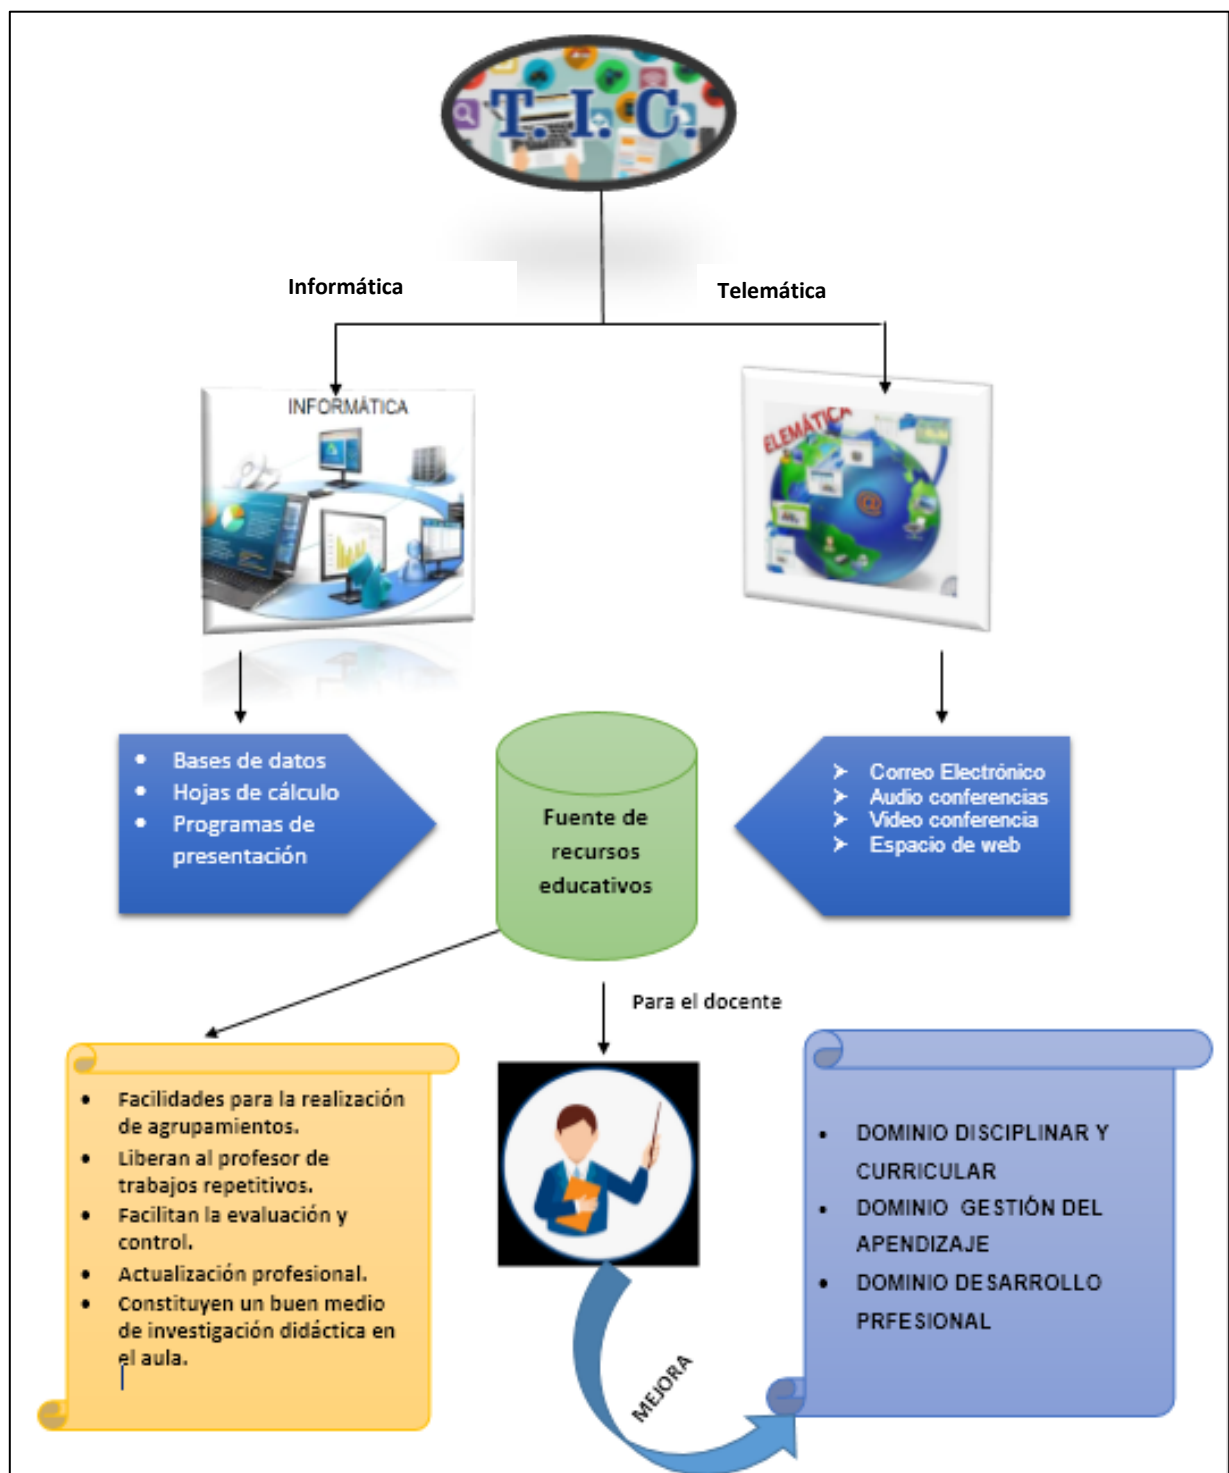 T. I. C.
Informática
Telemática
INFORMÁTICA
ELEMÁTICA
@
• Bases de datos
• Hojas de cálculo
• Programas de
presentación
Fuente de
recursos
educativos
➢ Correo Electrónico
➢ Audio conferencias
➢ Video conferencia
➢ Espacio de web
Para el docente
• Facilidades para la realización
de agrupamientos.
• Liberan al profesor de
trabajos repetitivos.
• Facilitan la evaluación y
control.
• Actualización profesional.
• Constituyen un buen medio
de investigación didáctica en
el aula.
• DOMINIO DISCIPLINAR Y
CURRICULAR
• DOMINIO GESTIÓN DEL
APENDIZAJE
• DOMINIO DESARROLLO
PRFESIONAL
MEJORA